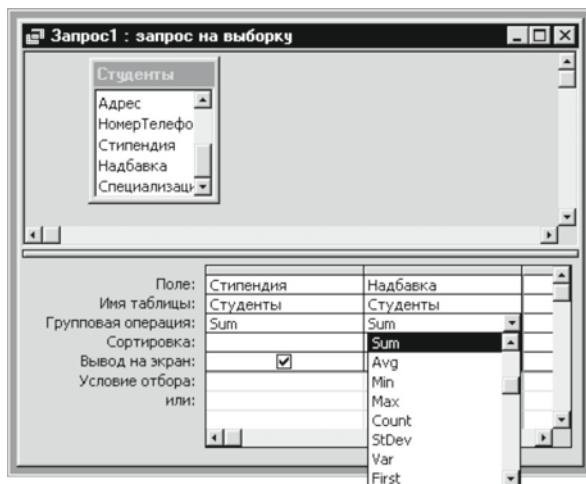 Запрос1 : запрос на выборку
Студенты
Адрес
НомерТелефо
Стипендия
Надбавка
Специализаци
Поле: Стипендия Надбавка
Имя таблицы: Студенты Студенты
Групповая операция: Sum Sum
Сортировка: Sum
Вывод на экран: Avg
Условие отбора: Min
или: Max
Count
StDev
Var
First